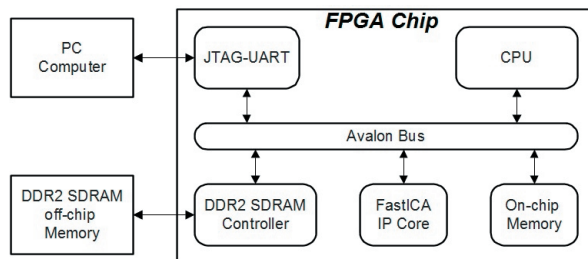 FPGA Chip
PC
Computer
JTAG-UART
CPU
Avalon Bus
DDR2 SDRAM
off-chip
Memory
DDR2 SDRAM
Controller
FastICA
IP Core
On-chip
Memory